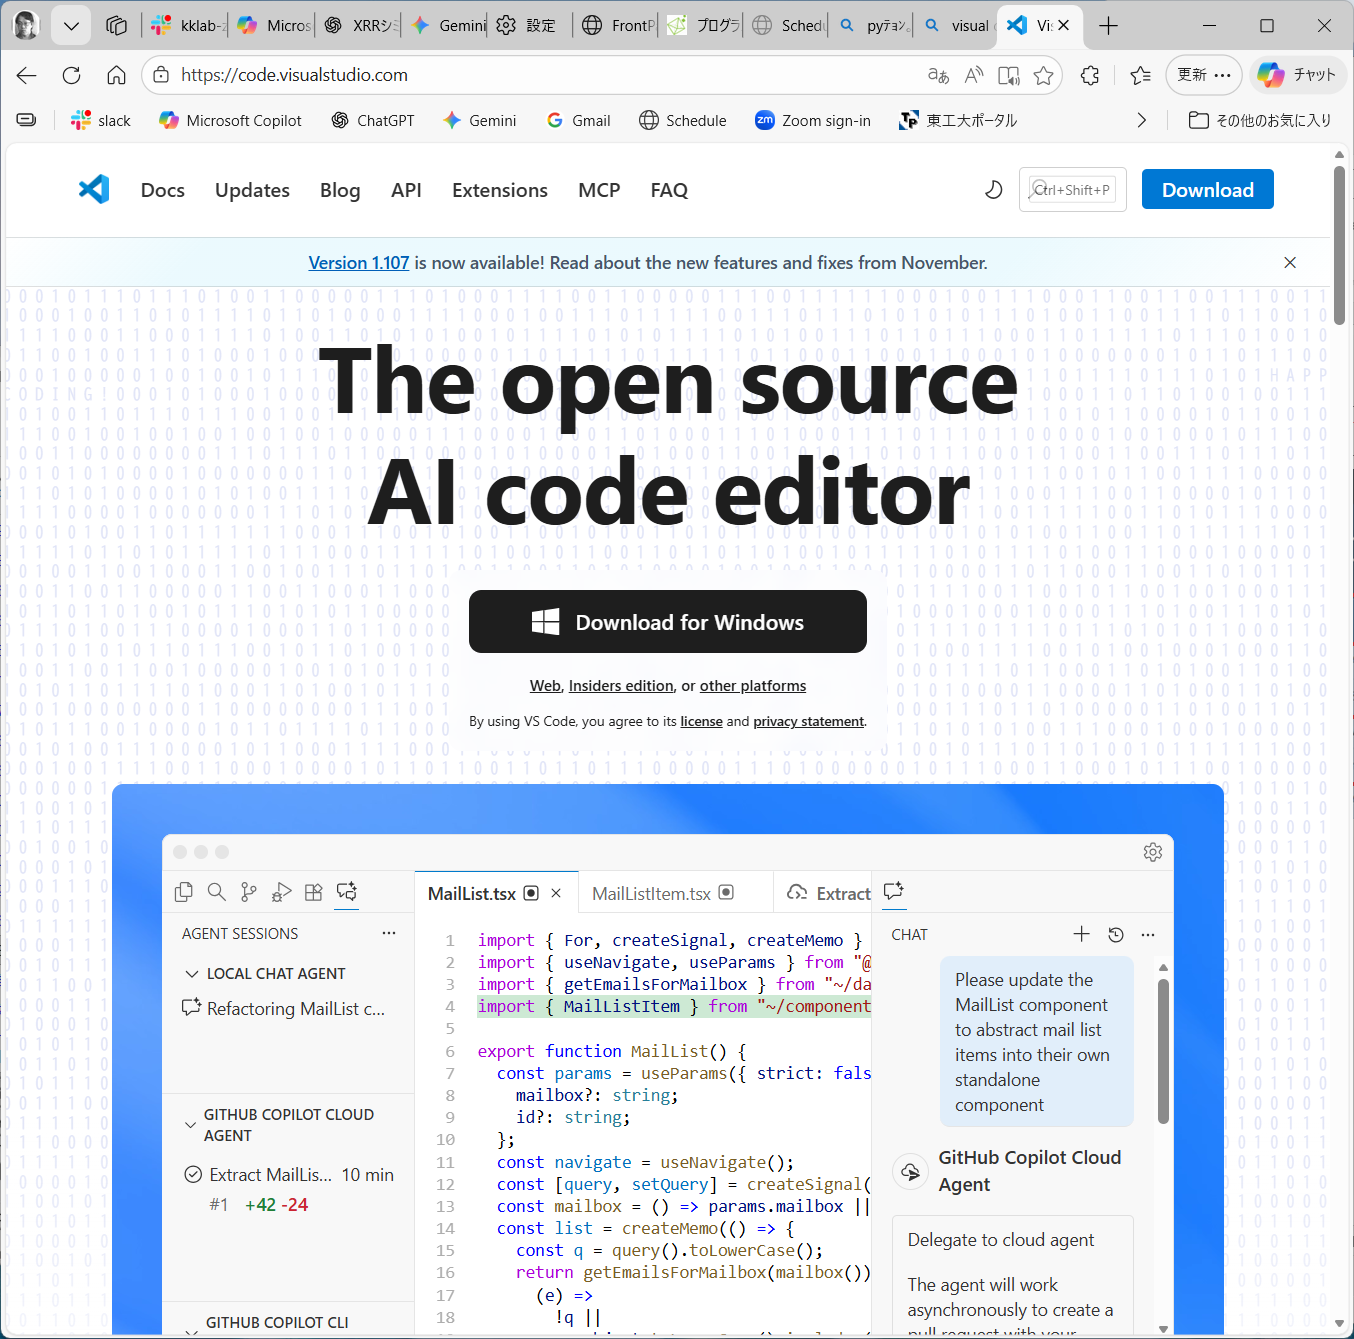 kklab-z
Micros
XRRシミ
Gemini
設定
FrontP
プログラ
Schedu
pyテョン。
visual c
Vis
https://code.visualstudio.com
更新
チャット
slack
Microsoft Copilot
ChatGPT
Gemini
Gmail
Schedule
Zoom sign-in
東工大ポータル
その他のお気に入り
Docs
Updates
Blog
API
Extensions
MCP
FAQ
Ctrl+Shift+P
Download
Version 1.107 is now available! Read about the new features and fixes from November.
The open source
AI code editor
Download for Windows
Web, Insiders edition, or other platforms
By using VS Code, you agree to its license and privacy statement.
AGENT SESSIONS
LOCAL CHAT AGENT
Refactoring MailList c...
GITHUB COPILOT CLOUD
AGENT
Extract MailLis... 10 min
#1 +42 -24
GITHUB COPILOT CLI
MailList.tsx
MailListItem.tsx
Extract
1 import { For, createSignal, createMemo }
2 import { useNavigate, useParams } from "@
3 import { getEmailsForMailbox } from "~/da
4 import { MailListItem } from "~/component
5
6 export function MailList() {
7 const params = useParams({ strict: fals
8 mailbox?: string;
9 id?: string;
10 };
11 const navigate = useNavigate();
12 const [query, setQuery] = createSignal(
13 const mailbox = () => params.mailbox ||
14 const list = createMemo(() => {
15 const q = query().toLowerCase();
16 return getEmailsForMailbox(mailbox())
17 (e) =>
18 !q ||
CHAT
Please update the
MailList component
to abstract mail list
items into their own
standalone
component
GitHub Copilot Cloud
Agent
Delegate to cloud agent
The agent will work
asynchronously to create a
pull request with your